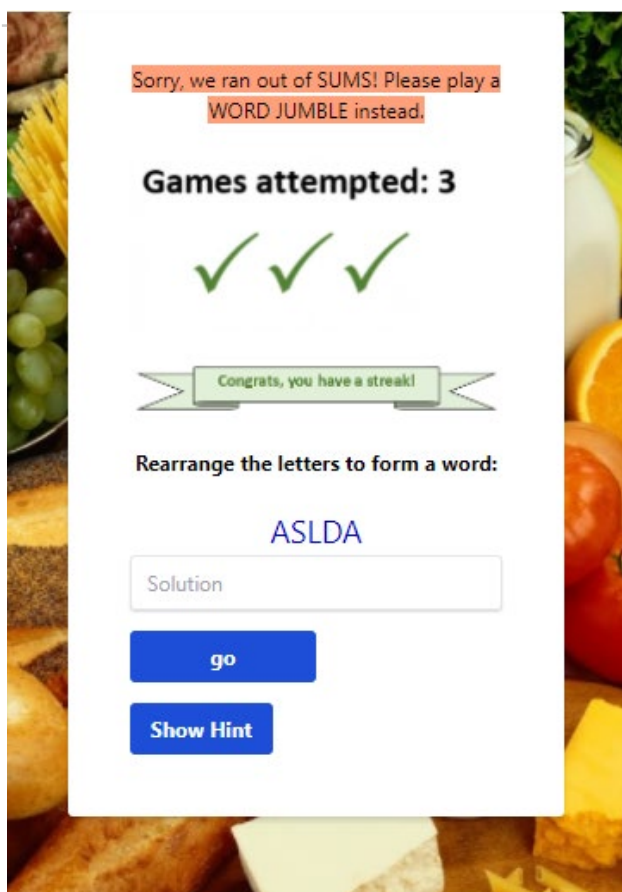 Sorry, we ran out of SUMS! Please play a
WORD JUMBLE instead.
Games attempted: 3
Congrats, you have a streak!
Rearrange the letters to form a word:
ASLDA
Solution
go
Show Hint